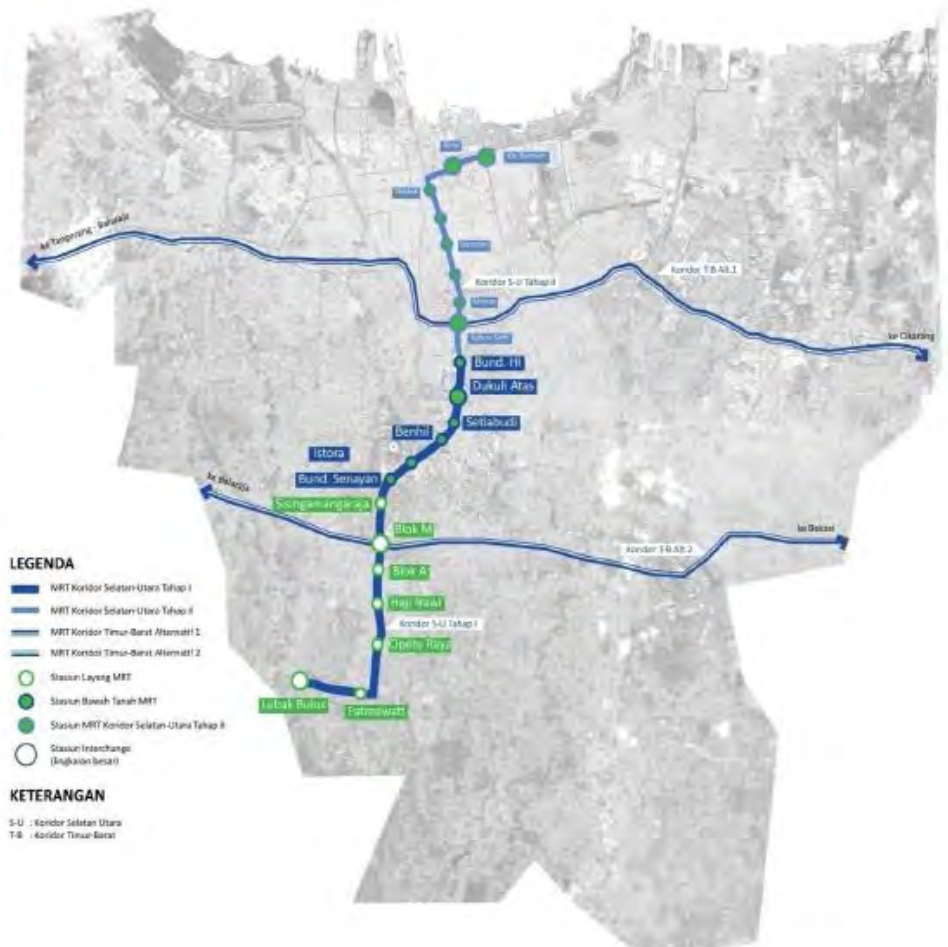 ke Tangerang - Balaraja
Koridor S-U Tahap II
Koridor T-B Alt.1
ke Cikarang
Bund. HI
Dukuh Atas
Setiabudi
Benhil
Istora
Bund. Senayan
Sisingamangaraja
ke Balaraja
Blok M
ke Bekasi
Koridor T-B Alt.2
Blok A
Haji Nawi
Koridor S-U Tahap I
Cipete Raya
Lebak Bulus
Fatmawati
LEGENDA
MRT Koridor Selatan-Utara Tahap I
MRT Koridor Selatan-Utara Tahap II
MRT Koridor Timur-Barat Alternatif 1
MRT Koridor Timur-Barat Alternatif 2
Stasiun Layang MRT
Stasiun Bawah Tanah MRT
Stasiun MRT Koridor Selatan-Utara Tahap II
Stasiun Interchange
(lingkaran besar)
KETERANGAN
S-U : Koridor Selatan Utara
T-B : Koridor Timur-Barat